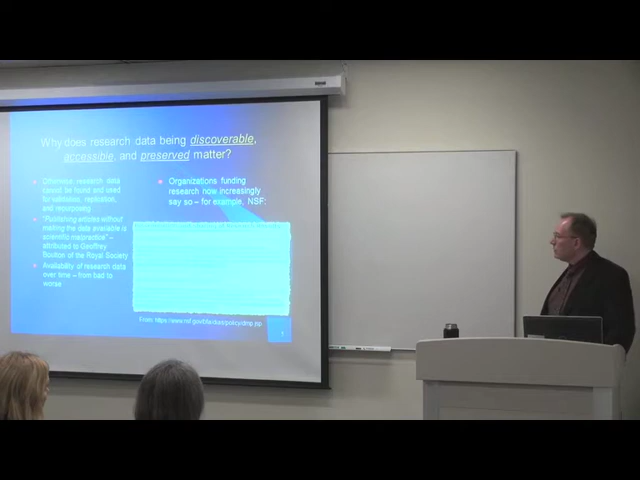 Why does research data being discoverable,
accessible, and preserved matter?
Otherwise research data
cannot be found and used
for validation, replication,
and repurposing
"Publishing articles without
making the data available is
scientific malpractice" –
attributed to Geoffrey
Boulton of the Royal Society
Availability of research data
over time – from bad to
worse
Organizations funding
research now increasingly
say so – for example, NSF:
From: https://www.nsf.gov/bfa/dias/policy/dmp.jsp